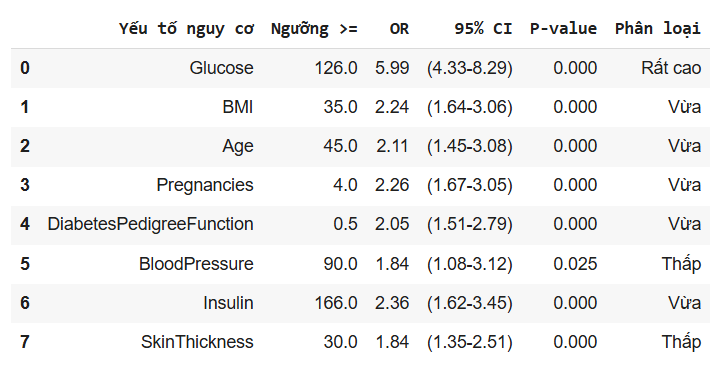 Yếu tố nguy cơ Ngưỡng >= OR 95% CI P-value Phân loại
0 Glucose 126.0 5.99 (4.33-8.29) 0.000 Rất cao
1 BMI 35.0 2.24 (1.64-3.06) 0.000 Vừa
2 Age 45.0 2.11 (1.45-3.08) 0.000 Vừa
3 Pregnancies 4.0 2.26 (1.67-3.05) 0.000 Vừa
4 DiabetesPedigreeFunction 0.5 2.05 (1.51-2.79) 0.000 Vừa
5 BloodPressure 90.0 1.84 (1.08-3.12) 0.025 Thấp
6 Insulin 166.0 2.36 (1.62-3.45) 0.000 Vừa
7 SkinThickness 30.0 1.84 (1.35-2.51) 0.000 Thấp